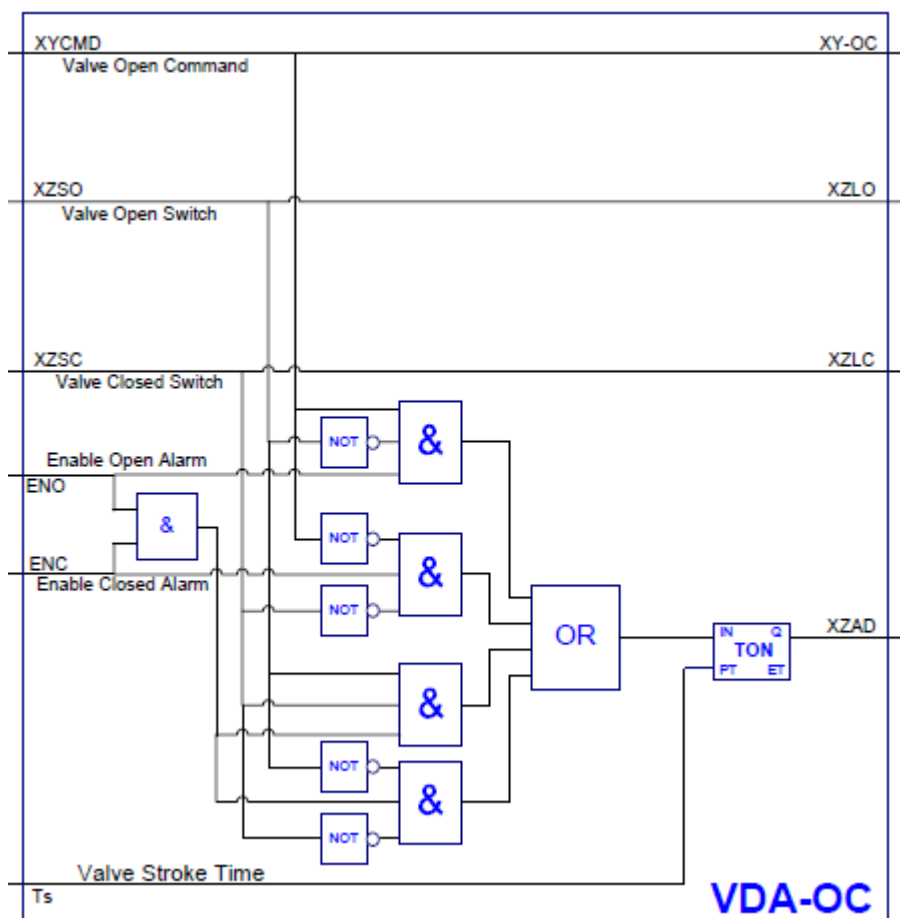 XYCMD XY-OC
Valve Open Command
XZSO XZLO
Valve Open Switch
XZSC XZLC
Valve Closed Switch
&
NOT
Enable Open Alarm
ENO
&
NOT
ENC
&
Enable Closed Alarm
NOT
OR
XZAD
IN Q
TON
PT ET
&
NOT
&
NOT
Valve Stroke Time
Ts
VDA-OC